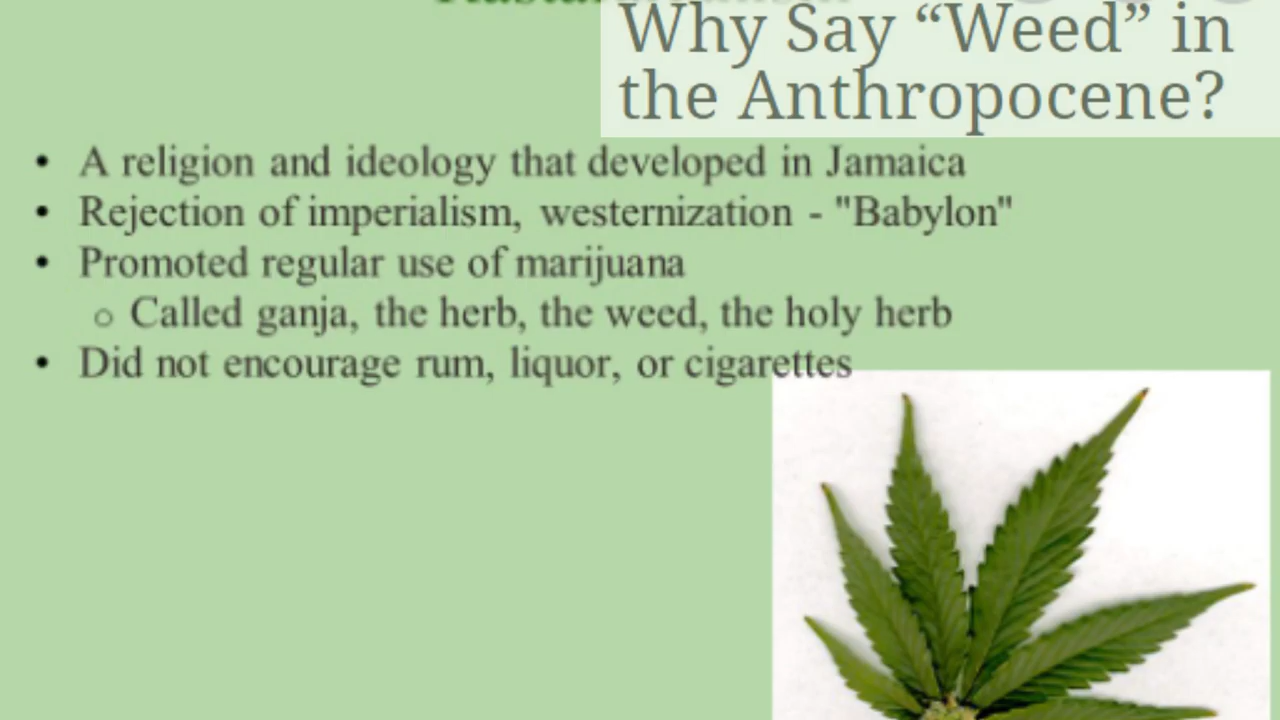 Why Say “Weed” in
the Anthropocene?
• A religion and ideology that developed in Jamaica
• Rejection of imperialism, westernization - "Babylon"
• Promoted regular use of marijuana
○ Called ganja, the herb, the weed, the holy herb
• Did not encourage rum, liquor, or cigarettes